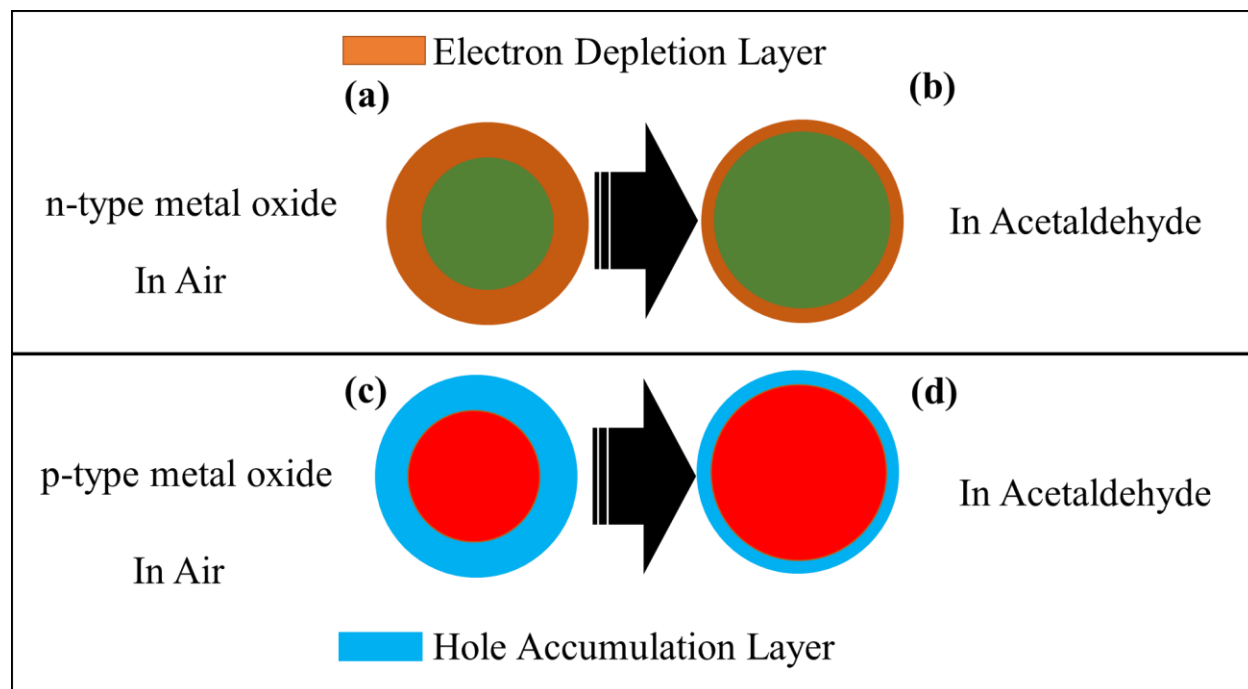 Electron Depletion Layer
(a)
(b)
n-type metal oxide
In Air
In Acetaldehyde
(c)
(d)
p-type metal oxide
In Air
In Acetaldehyde
Hole Accumulation Layer